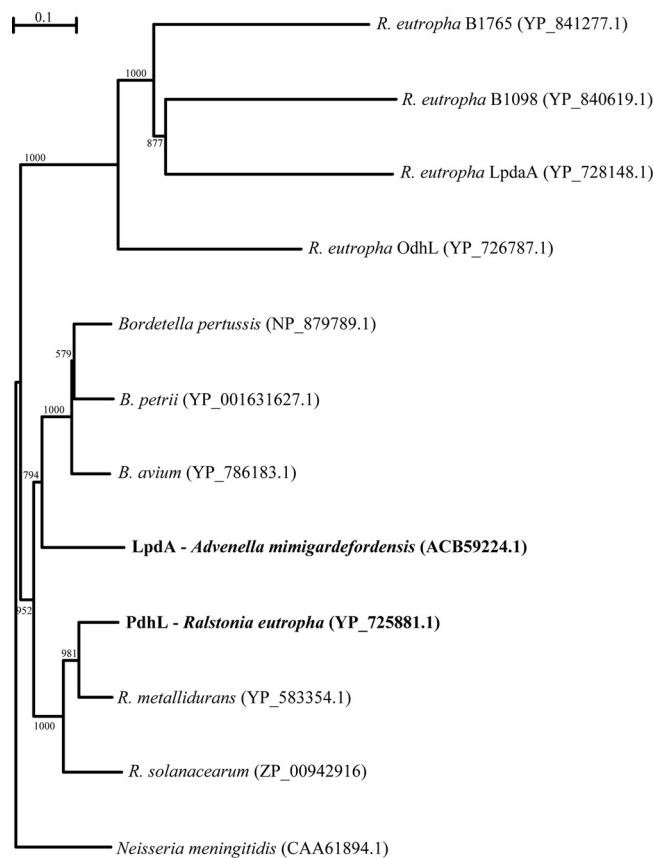 0.1
R. eutropha B1765 (YP_841277.1)
1000
R. eutropha B1098 (YP_840619.1)
877
1000
R. eutropha LpdaA (YP_728148.1)
R. eutropha OdhL (YP_726787.1)
Bordetella pertussis (NP_879789.1)
579
B. petrii (YP_001631627.1)
1000
B. avium (YP_786183.1)
794
LpdA - Advenella mimigardefordensis (ACB59224.1)
952
PdhL - Ralstonia eutropha (YP_725881.1)
981
R. metallidurans (YP_583354.1)
1000
R. solanacearum (ZP_00942916)
Neisseria meningitidis (CAA61894.1)